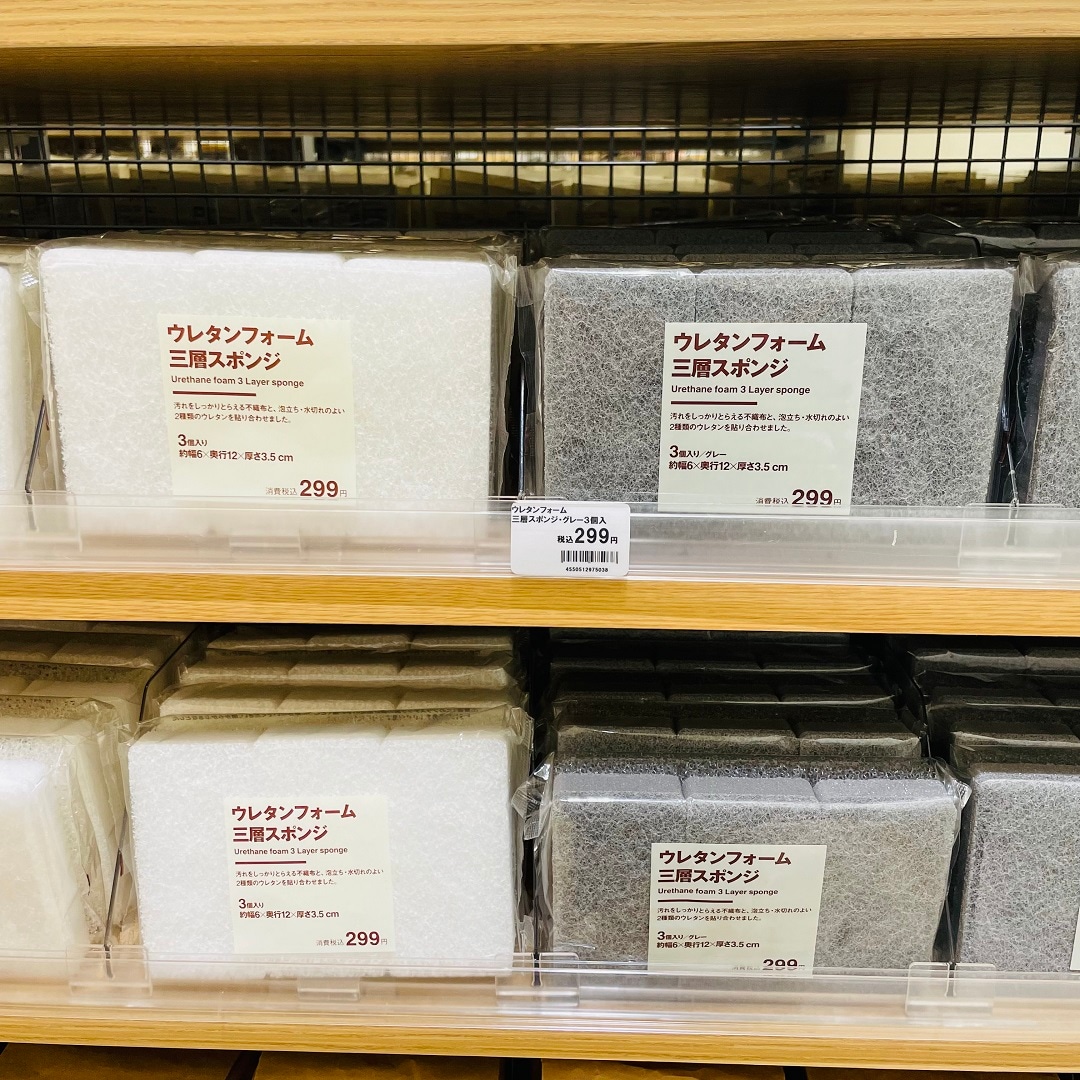 ウレタンフォーム
三層スポンジ
Urethane foam 3 Layer sponge
汚れをしっかりとらえる不織布と、泡立ち・水切れのよい
2種類のウレタンを貼り合わせました。
3個入り
約幅6×奥行12×厚さ3.5 cm
消費税込299円
ウレタンフォーム
三層スポンジ
Urethane foam 3 Layer sponge
汚れをしっかりとらえる不織布と、泡立ち・水切れのよい
2種類のウレタンを貼り合わせました。
3個入り/グレー
約幅6×奥行12×厚さ3.5 cm
消費税込299円
ウレタンフォーム
三層スポンジ・グレー3個入
税込299円
4550512975038
ウレタンフォーム
三層スポンジ
Urethane foam 3 Layer sponge
汚れをしっかりとらえる不織布と、泡立ち・水切れのよい
2種類のウレタンを貼り合わせました。
3個入り
約幅6×奥行12×厚さ3.5 cm
消費税込299円
ウレタンフォーム
三層スポンジ
Urethane foam 3 Layer sponge
汚れをしっかりとらえる不織布と、泡立ち・水切れのよい
2種類のウレタンを貼り合わせました。
3個入り/グレー
約幅6×奥行12×厚さ3.5 cm
消費税込299円